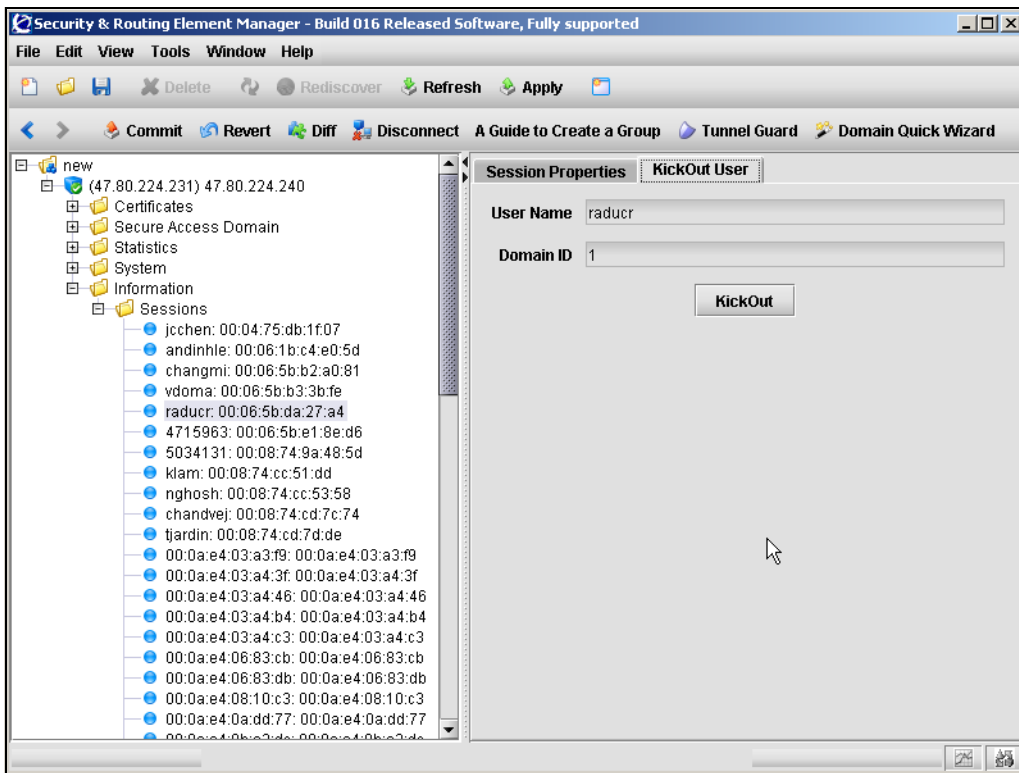 Security & Routing Element Manager - Build 016 Released Software, Fully supported
File Edit View Tools Window Help
Delete Rediscover Refresh Apply
Commit Revert Diff Disconnect A Guide to Create a Group Tunnel Guard Domain Quick Wizard
new
(47.80.224.231) 47.80.224.240
Certificates
Secure Access Domain
Statistics
System
Information
Sessions
jcchen: 00:04:75:db:1f:07
andinhle: 00:06:1b:c4:e0:5d
changmi: 00:06:5b:b2:a0:81
vdoma: 00:06:5b:b3:3b:fe
raducr: 00:06:5b:da:27:a4
4715963: 00:06:5b:e1:8e:d6
5034131: 00:08:74:9a:48:5d
klam: 00:08:74:cc:51:dd
nghosh: 00:08:74:cc:53:58
chandvej: 00:08:74:cd:7c:74
tjardin: 00:08:74:cd:7d:de
00:0a:e4:03:a3:f9: 00:0a:e4:03:a3:f9
00:0a:e4:03:a4:3f: 00:0a:e4:03:a4:3f
00:0a:e4:03:a4:46: 00:0a:e4:03:a4:46
00:0a:e4:03:a4:b4: 00:0a:e4:03:a4:b4
00:0a:e4:03:a4:c3: 00:0a:e4:03:a4:c3
00:0a:e4:06:83:cb: 00:0a:e4:06:83:cb
00:0a:e4:06:83:db: 00:0a:e4:06:83:db
00:0a:e4:08:10:c3: 00:0a:e4:08:10:c3
00:0a:e4:0a:dd:77: 00:0a:e4:0a:dd:77
Session Properties KickOut User
User Name raducr
Domain ID 1
KickOut